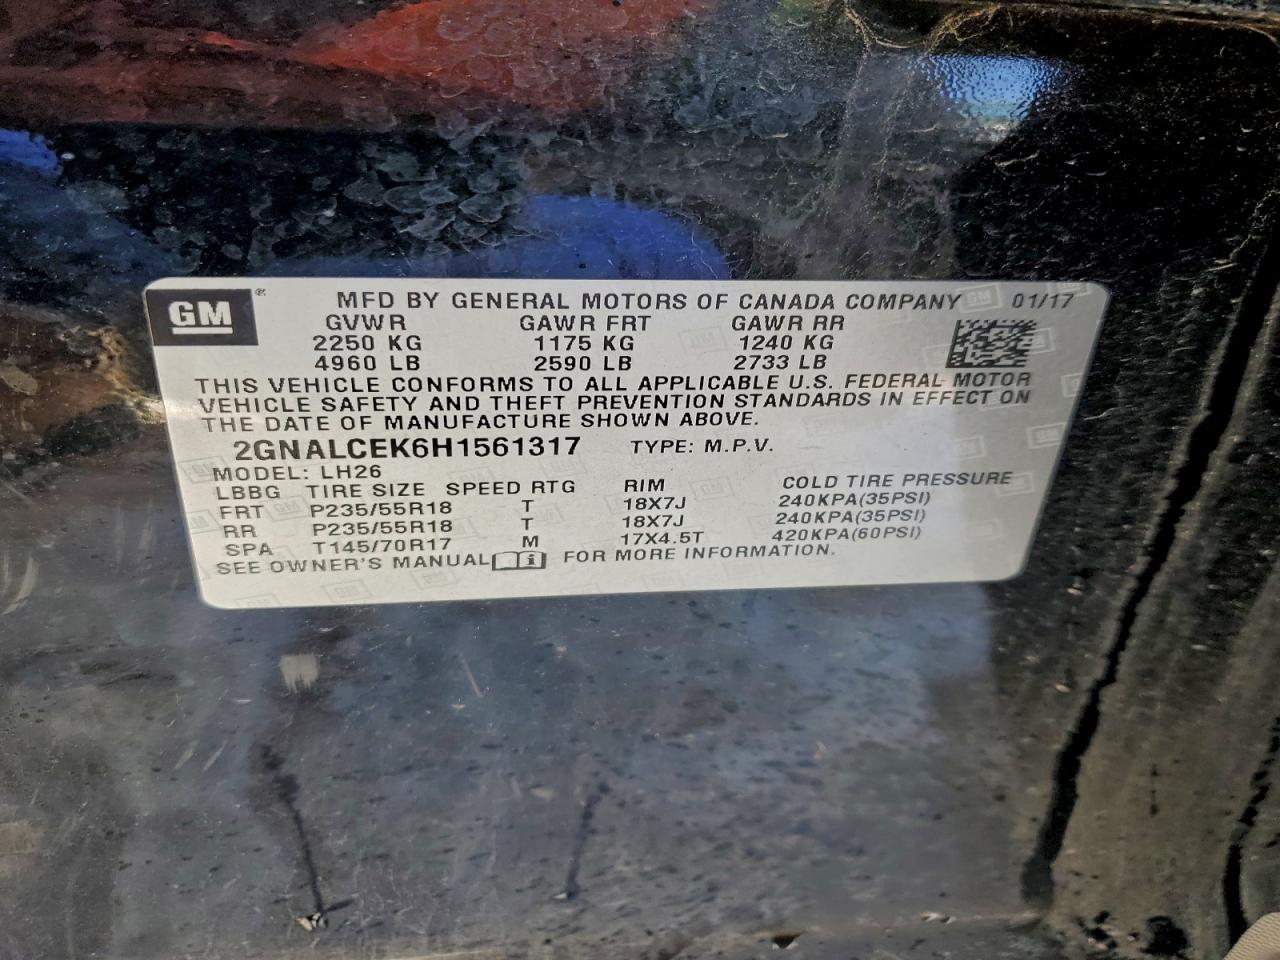 GM®
MFD BY GENERAL MOTORS OF CANADA COMPANY 01/17
GVWR GAWR FRT GAWR RR
2250 KG 1175 KG 1240 KG
4960 LB 2590 LB 2733 LB
THIS VEHICLE CONFORMS TO ALL APPLICABLE U.S. FEDERAL MOTOR
VEHICLE SAFETY AND THEFT PREVENTION STANDARDS IN EFFECT ON
THE DATE OF MANUFACTURE SHOWN ABOVE.
2GNALCEK6H1561317 TYPE: M.P.V.
MODEL: LH26
LBBG TIRE SIZE SPEED RTG RIM COLD TIRE PRESSURE
FRT P235/55R18 T 18X7J 240KPA(35PSI)
RR P235/55R18 T 18X7J 240KPA(35PSI)
SPA T145/70R17 M 17X4.5T 420KPA(60PSI)
SEE OWNER'S MANUAL i FOR MORE INFORMATION.